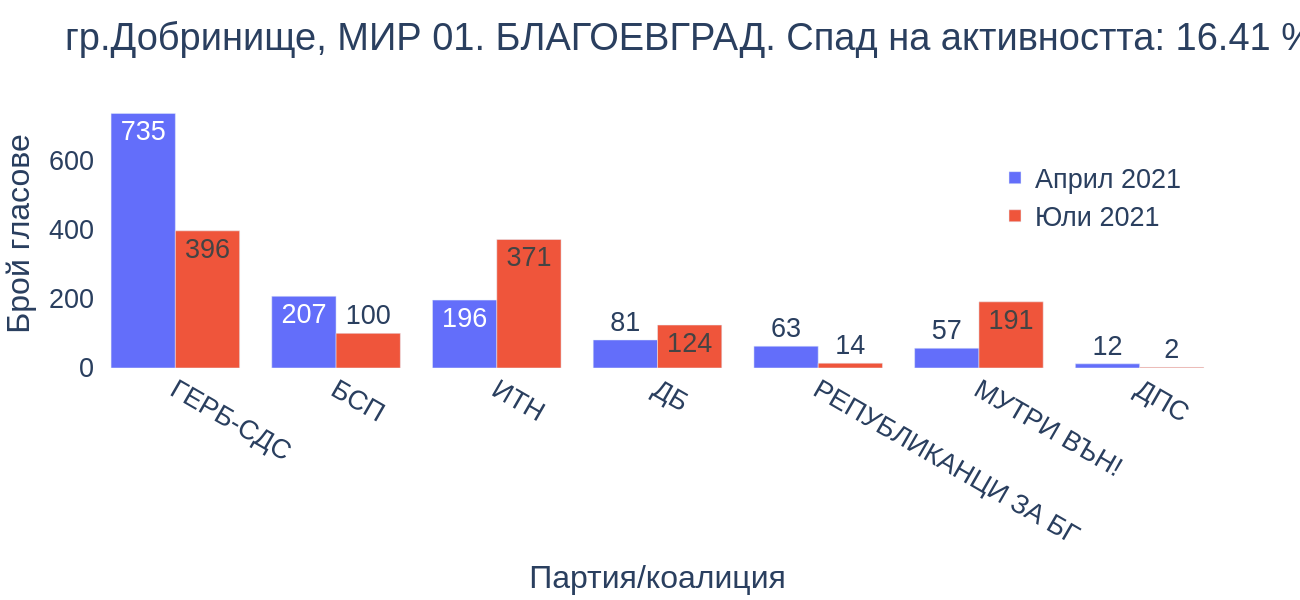 гр.Добринище, МИР 01. БЛАГОЕВГРАД. Спад на активността: 16.41 %
Брой гласове
600
400
200
0
735
396
207
100
196
371
81
124
63
14
57
191
12
2
Април 2021
Юли 2021
ГЕРБ-СДС
БСП
ИТН
ДБ
РЕПУБЛИКАНЦИ ЗА БГ
МУТРИ ВЪН!
ДПС
Партия/коалиция